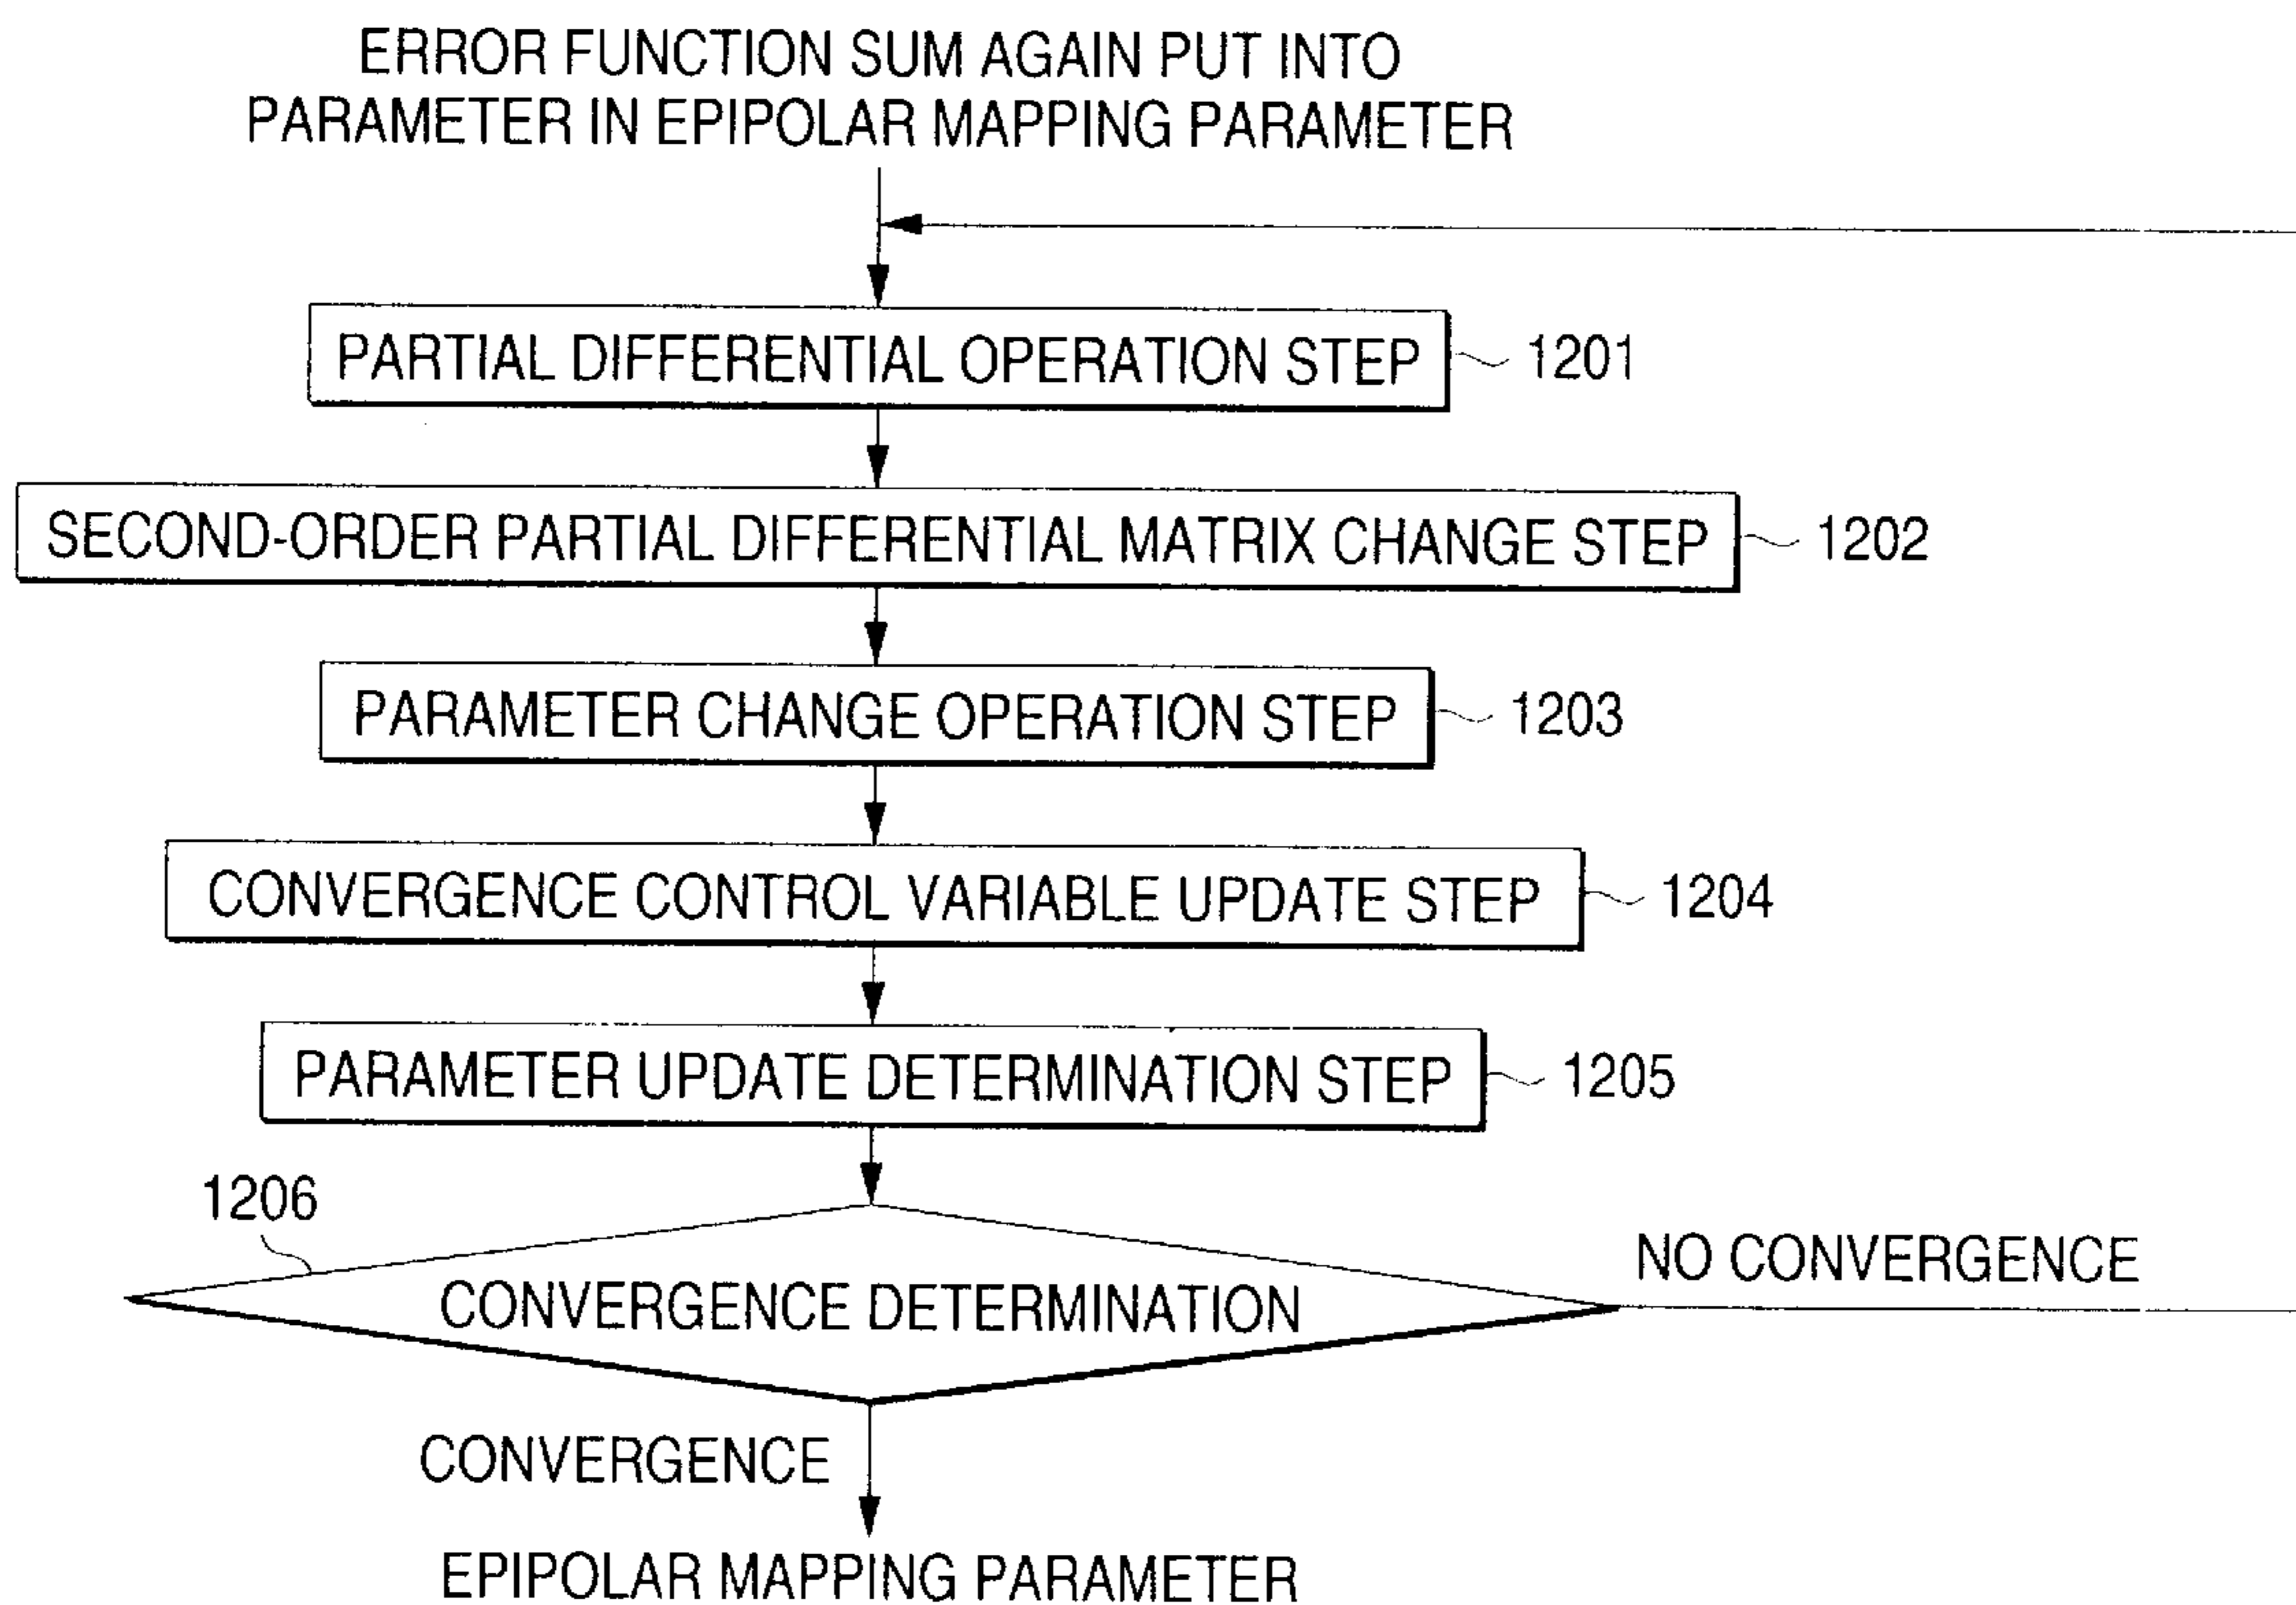 ERROR FUNCTION SUM AGAIN PUT INTO
PARAMETER IN EPIPOLAR MAPPING PARAMETER
PARTIAL DIFFERENTIAL OPERATION STEP 1201
SECOND-ORDER PARTIAL DIFFERENTIAL MATRIX CHANGE STEP 1202
PARAMETER CHANGE OPERATION STEP 1203
CONVERGENCE CONTROL VARIABLE UPDATE STEP 1204
PARAMETER UPDATE DETERMINATION STEP 1205
1206
NO CONVERGENCE
CONVERGENCE DETERMINATION
CONVERGENCE
EPIPOLAR MAPPING PARAMETER